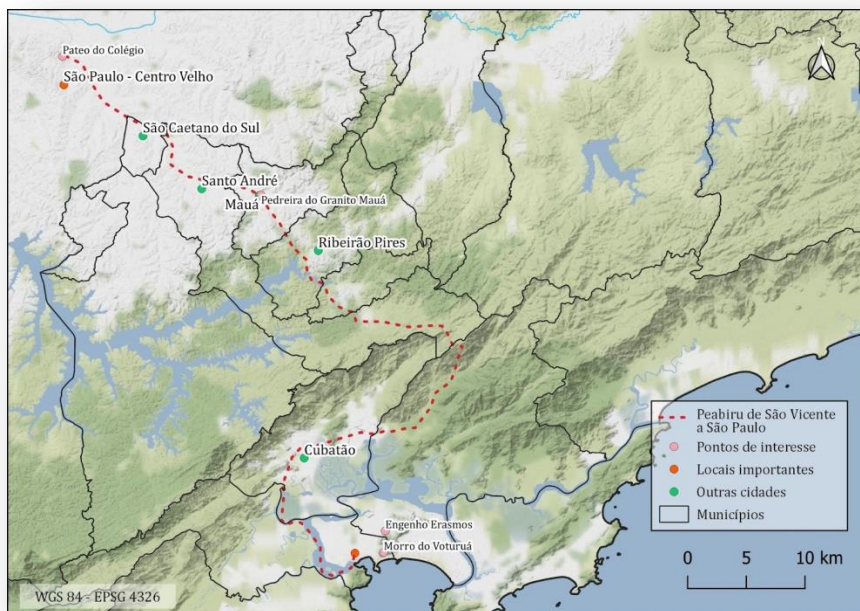 Pateo do Colégio
São Paulo - Centro Velho
São Caetano do Sul
Santo André
Mauá
Pedreira do Granito Mauá
Ribeirão Pires
Cubatão
Engenho Erasmos
Morro do Voturuá
Peabiru de São Vicente
a São Paulo
Pontos de interesse
Locais importantes
Outras cidades
Municípios
0 5 10 km
WGS 84 - EPSG 4326